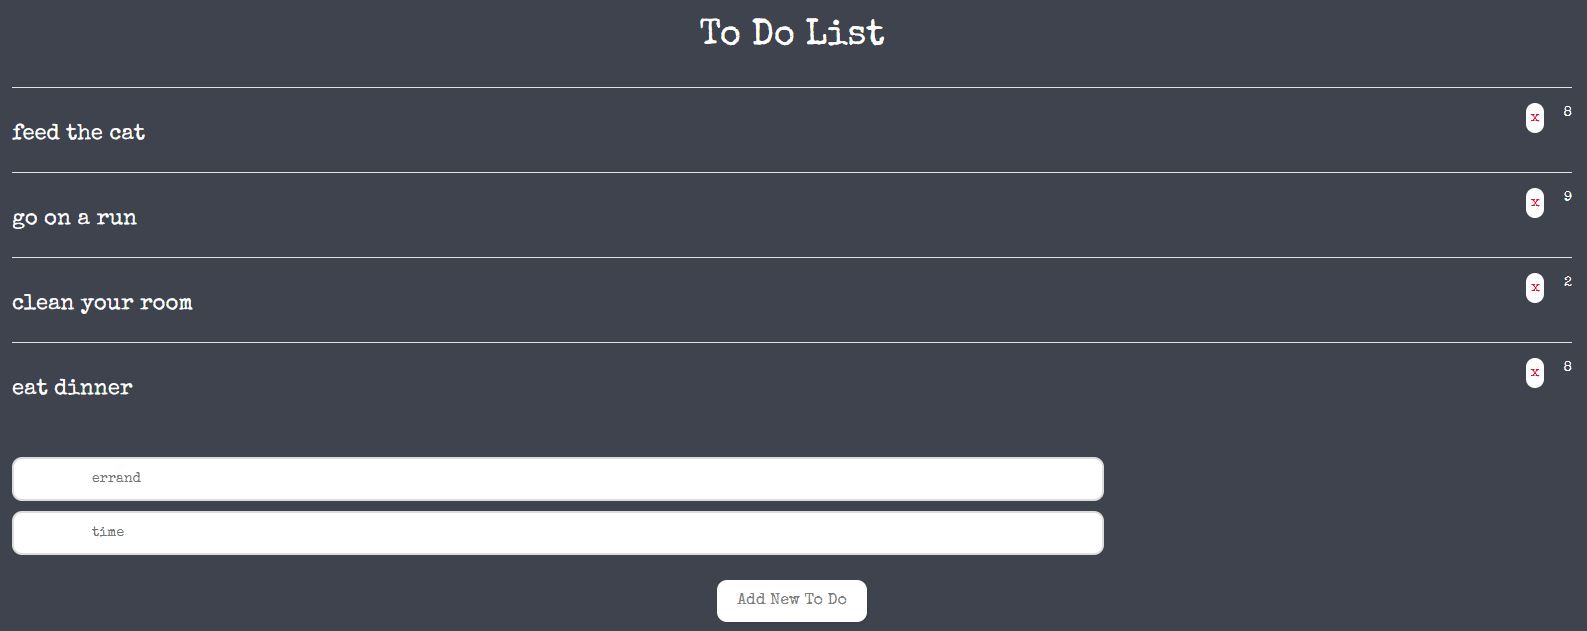 To Do List
feed the cat x 8
go on a run x 9
clean your room x 2
eat dinner x 8
errand
time
Add New To Do